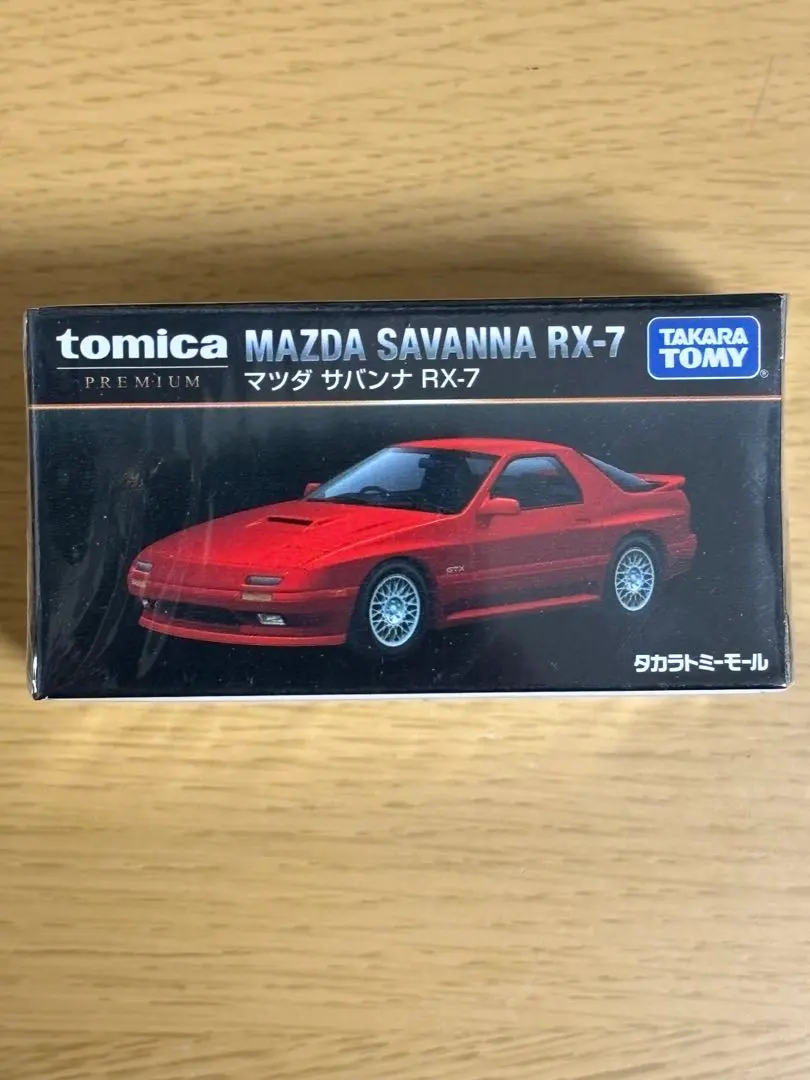 tomica
PREMIUM
MAZDA SAVANNA RX-7
マツダ サバンナ RX-7
TAKARA
TOMY
®
GTX
タカラトミーモール